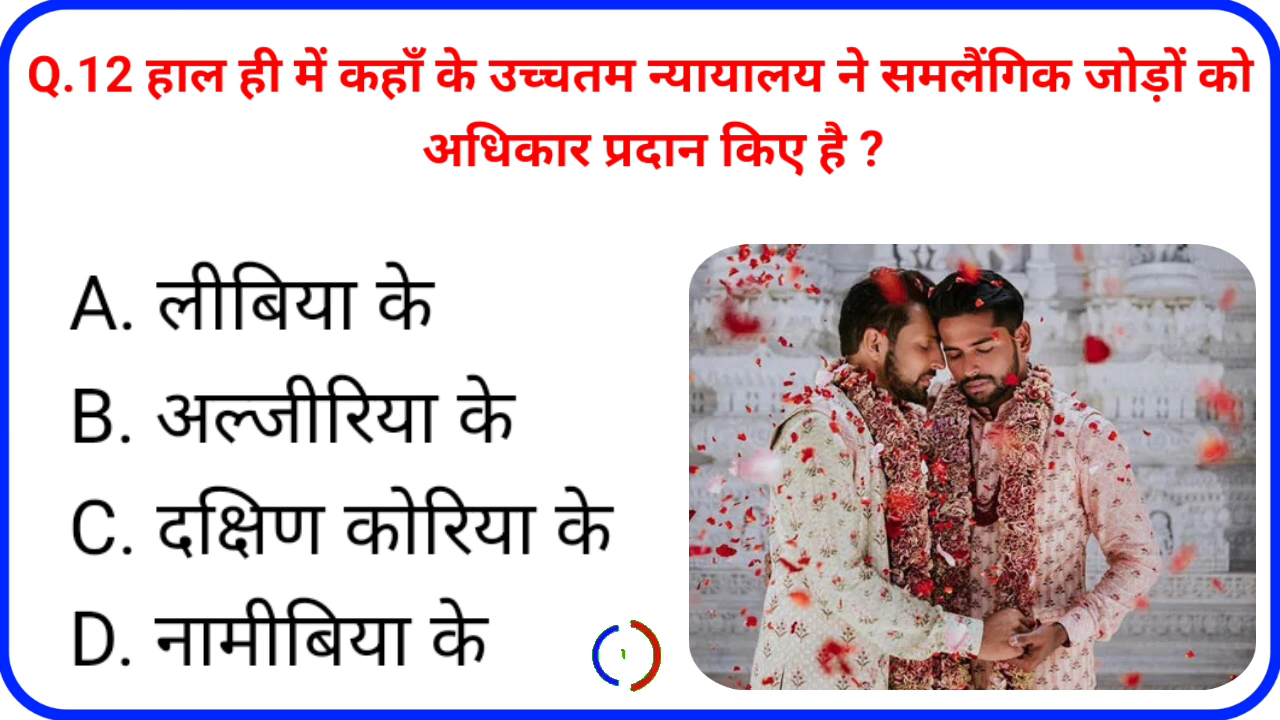 Q.12 हाल ही में कहाँ के उच्चतम न्यायालय ने समलैंगिक जोड़ों को
अधिकार प्रदान किए है ?
A. लीबिया के
B. अल्जीरिया के
C. दक्षिण कोरिया के
D. नामीबिया के